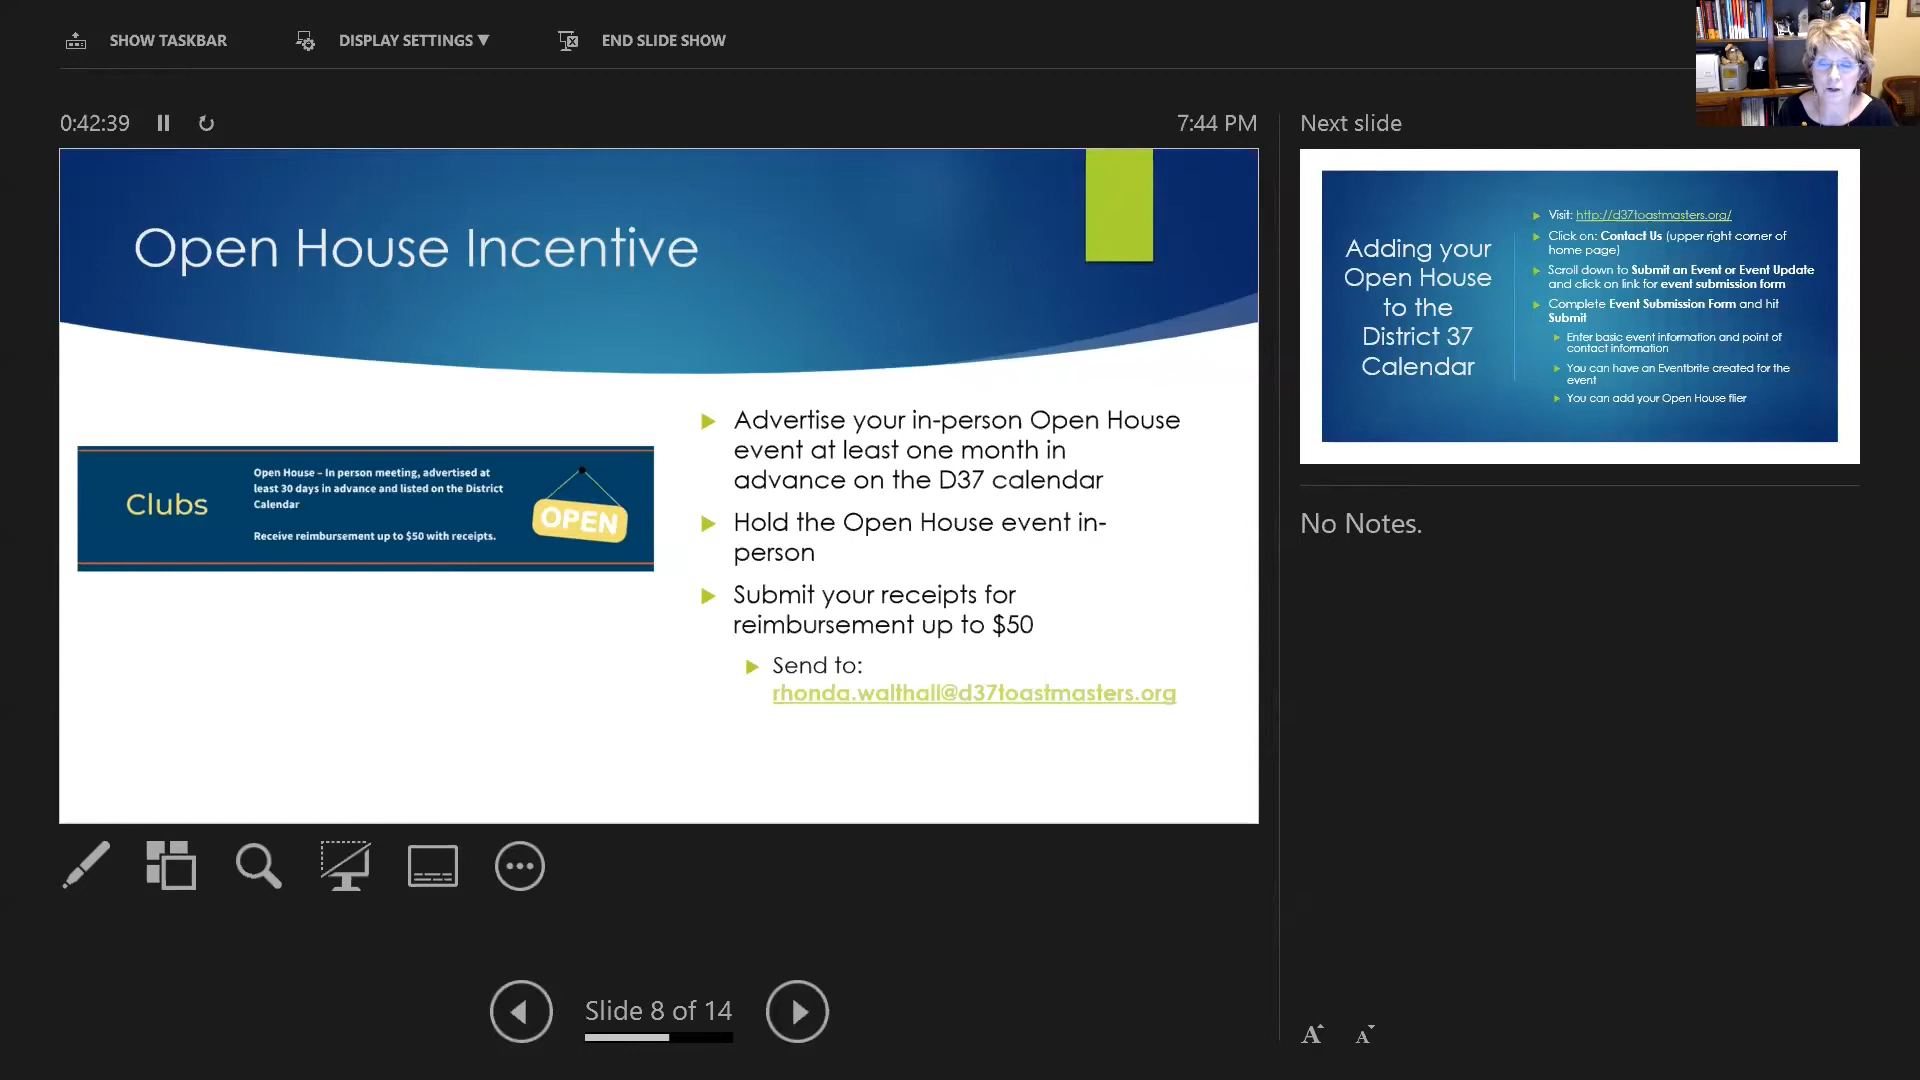 SHOW TASKBAR
DISPLAY SETTINGS ▼
END SLIDE SHOW
0:42:39
7:44 PM
Open House Incentive
Clubs
Open House – In person meeting, advertised at
least 30 days in advance and listed on the District
Calendar
Receive reimbursement up to $50 with receipts.
OPEN
Advertise your in-person Open House
event at least one month in
advance on the D37 calendar
Hold the Open House event in-
person
Submit your receipts for
reimbursement up to $50
Send to:
rhonda.walthall@d37toastmasters.org
Slide 8 of 14
Next slide
Adding your
Open House
to the
District 37
Calendar
Visit: http://d37toastmasters.org/
Click on: Contact Us (upper right corner of
home page)
Scroll down to Submit an Event or Event Update
and click on link for event submission form
Complete Event Submission Form and hit
Submit
Enter basic event information and point of
contact information
You can have an Eventbrite created for the
event
You can add your Open House flier
No Notes.
A A